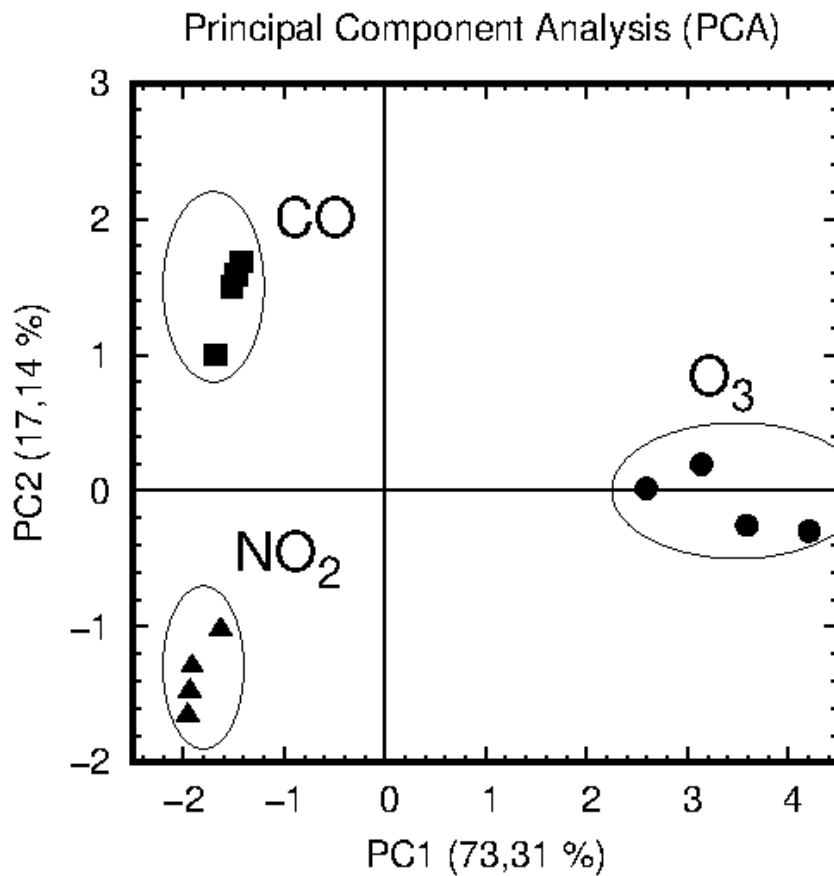 Principal Component Analysis (PCA)
3
2
1
0
−1
−2
PC2 (17,14 %)
CO
O₃
NO₂
−2 −1 0 1 2 3 4
PC1 (73,31 %)